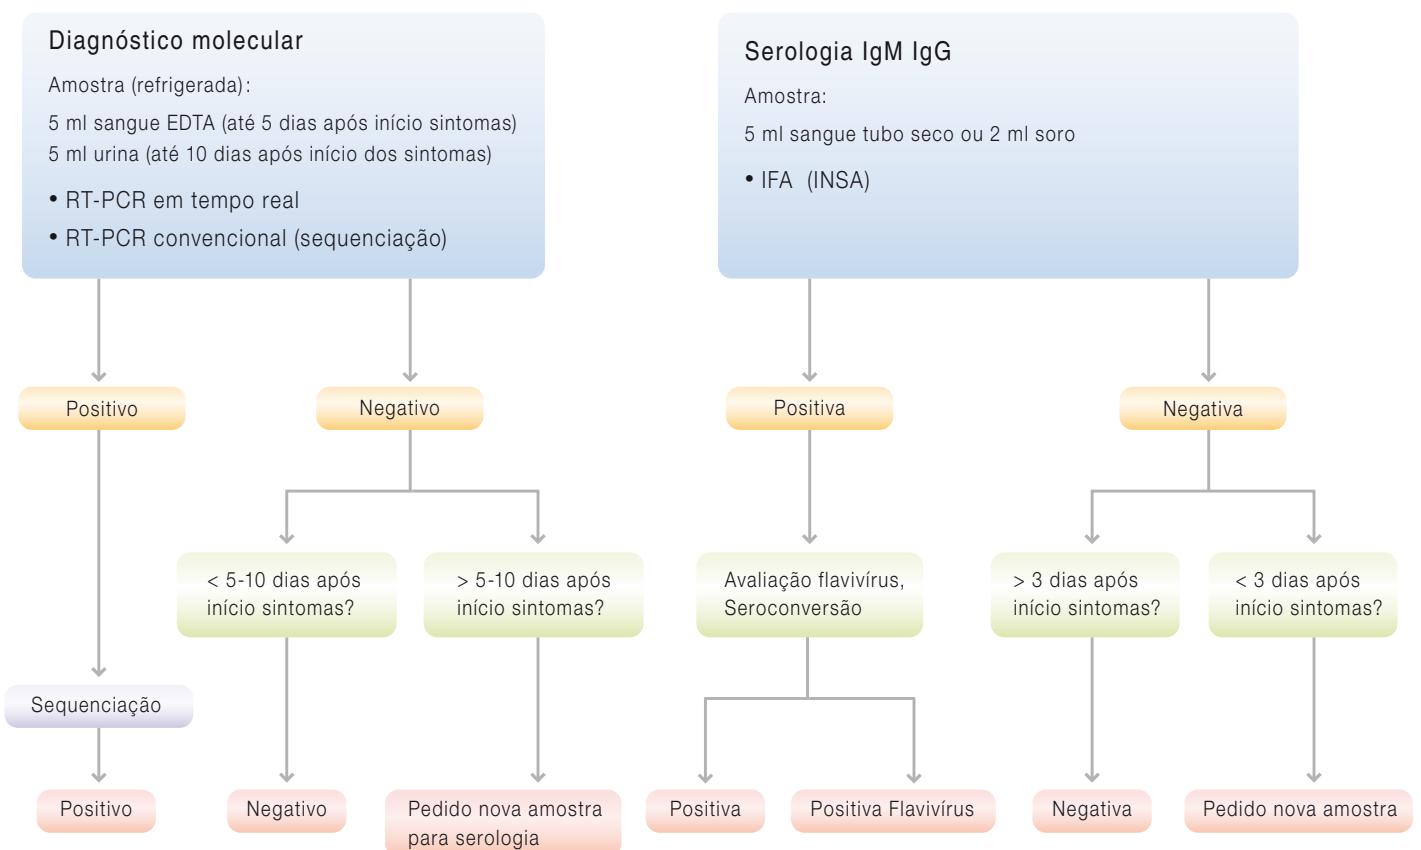 Diagnóstico molecular
Amostra (refrigerada):
5 ml sangue EDTA (até 5 dias após início sintomas)
5 ml urina (até 10 dias após início dos sintomas)
• RT-PCR em tempo real
• RT-PCR convencional (sequenciação)
Serologia IgM IgG
Amostra:
5 ml sangue tubo seco ou 2 ml soro
• IFA (INSA)
Positivo
Negativo
Positiva
Negativa
< 5-10 dias após
início sintomas?
> 5-10 dias após
início sintomas?
Avaliação flavivírus,
Seroconversão
> 3 dias após
início sintomas?
< 3 dias após
início sintomas?
Sequenciação
Positivo
Negativo
Pedido nova amostra
para serologia
Positiva
Positiva Flavivírus
Negativa
Pedido nova amostra